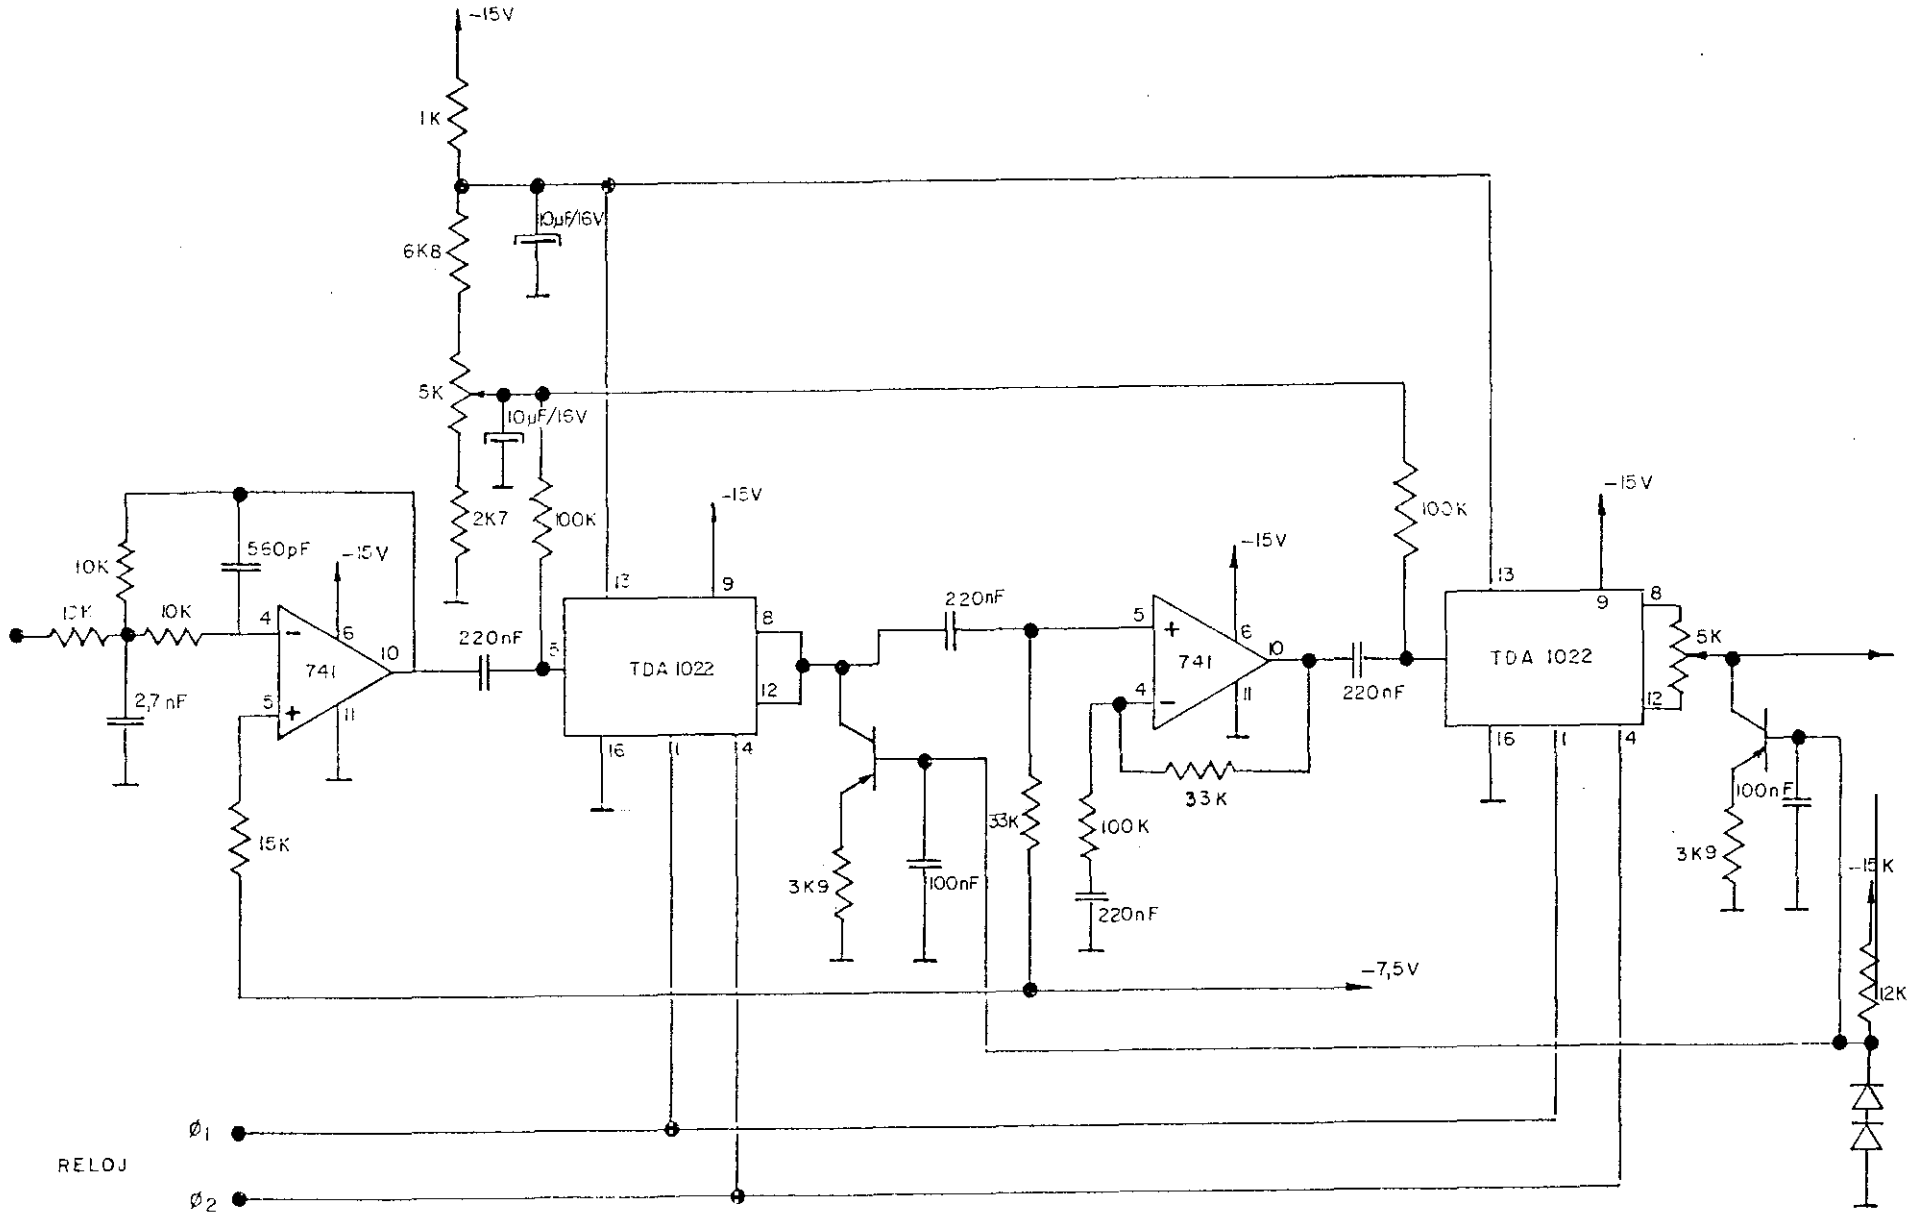 -15V
1K
10µF/16V
6K8
5K
10µF/16V
2K7
100K
-15V
100K
-15V
560pF
-15V
-15V
10K
10K
10K
4
-
6
741
10
5
+
11
2,7nF
15K
220nF
5
13
9
8
TDA 1022
12
16
1
4
3K9
100nF
220nF
33K
5
+
6
741
10
4
-
11
33K
100K
220nF
220nF
13
9
8
TDA 1022
12
16
1
4
5K
100nF
3K9
-15K
12K
-7,5V
Ø1
RELOJ
Ø2